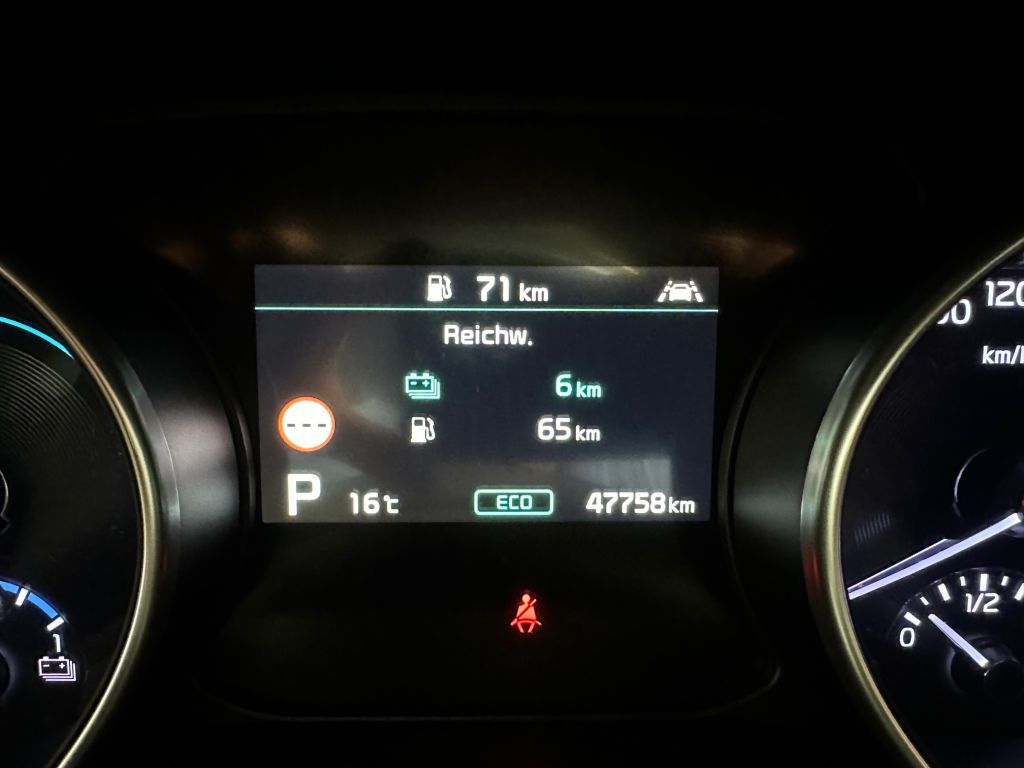 71 km
Reichw.
6 km
65 km
---
P 16℃ ECO 47758 km
120
km/
0 1/2
1